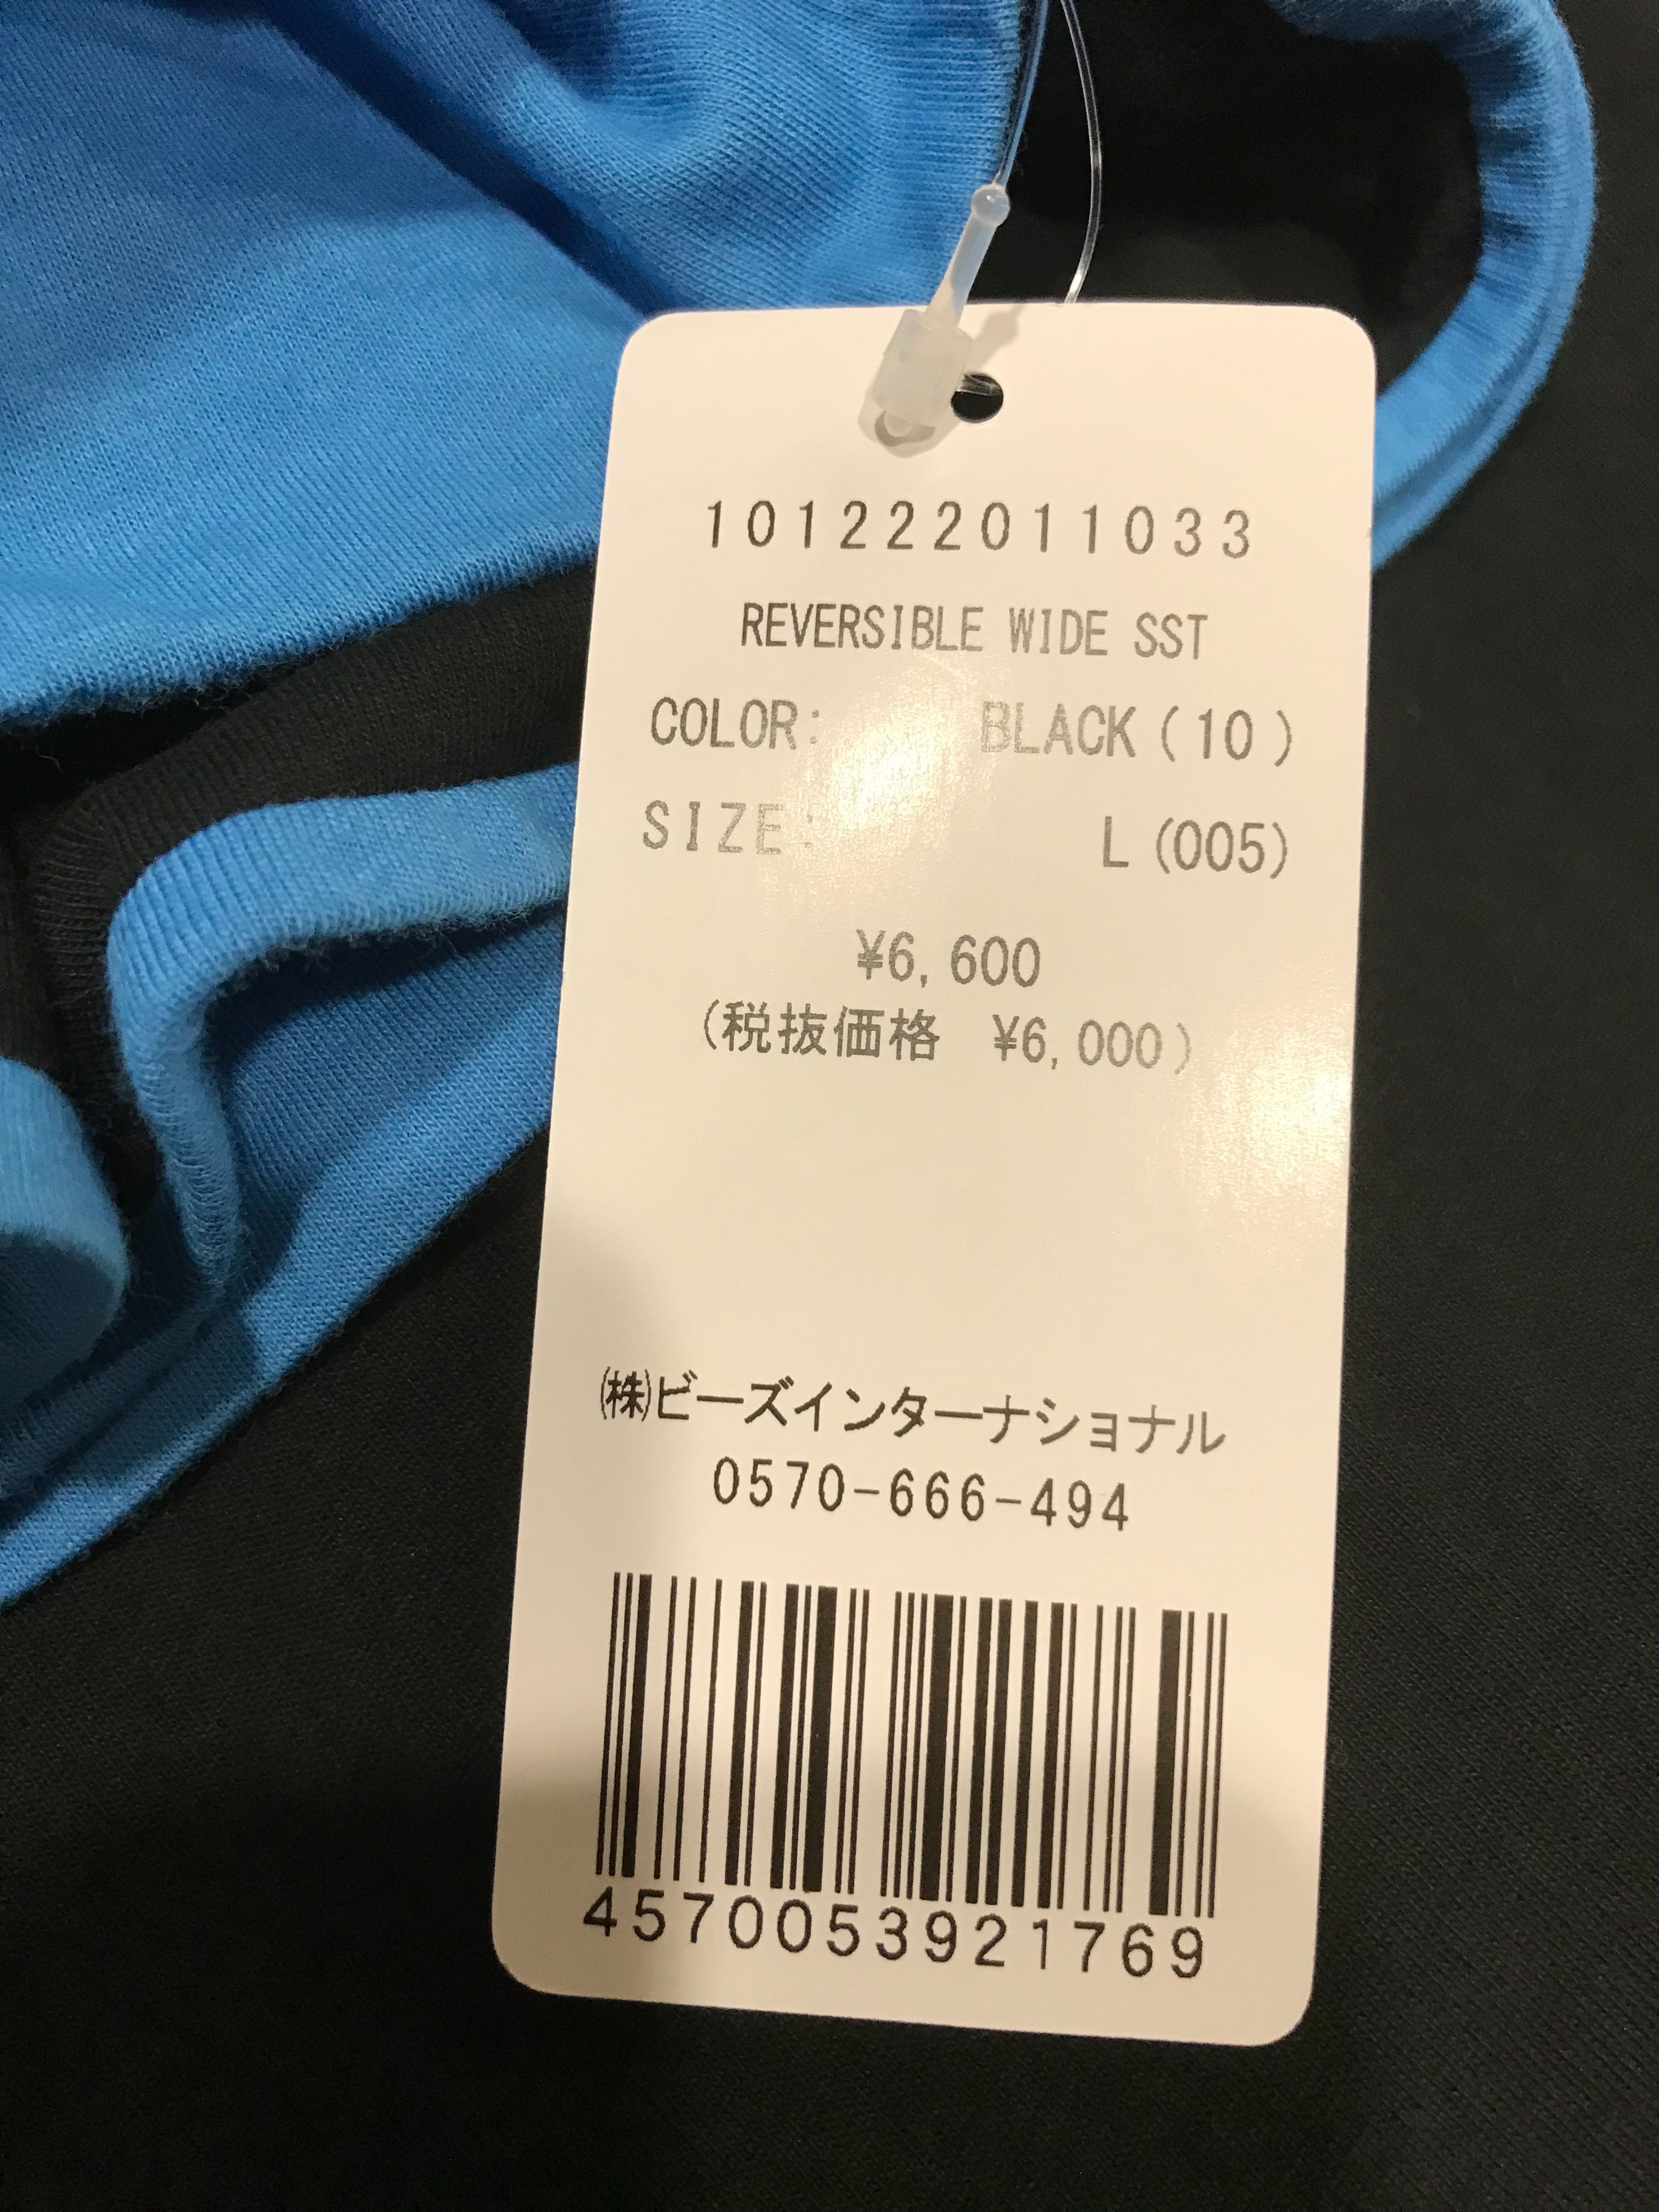 101222011033
REVERSIBLE WIDE SST
COLOR: BLACK(10)
SIZE: L(005)
¥6,600
(税抜価格 ¥6,000)
㈱ビーズインターナショナル
0570-666-494
4570053921769